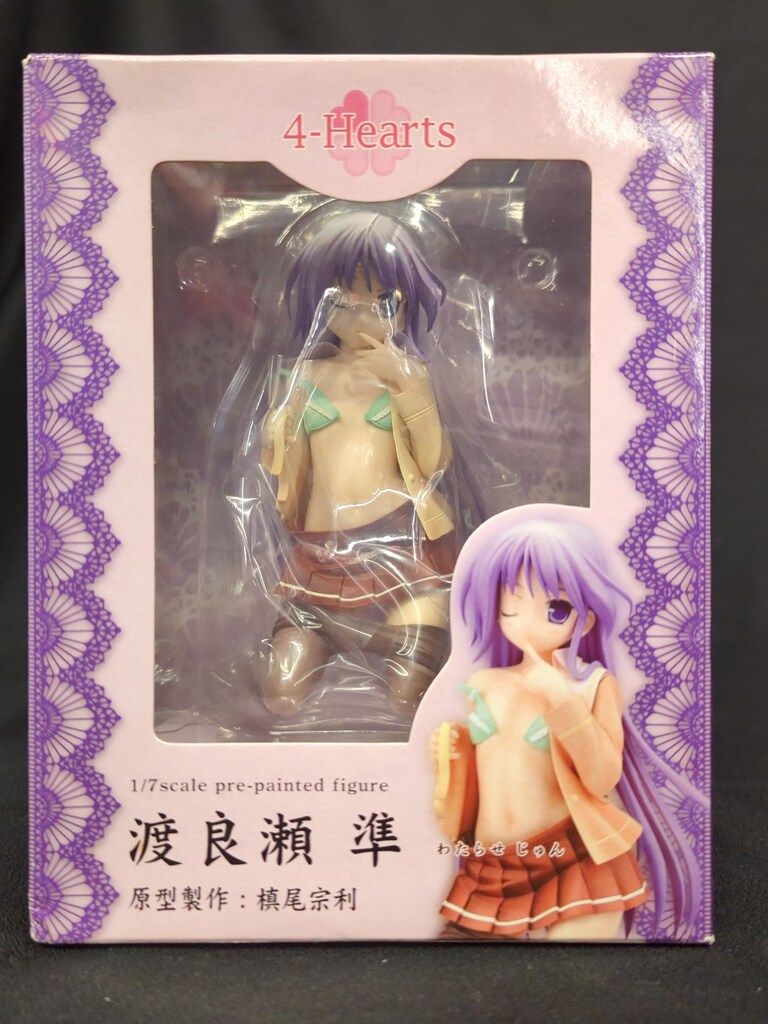 4-Hearts
1/7scale pre-painted figure
渡良瀬 準
わたらせ じゅん
原型製作：槙尾宗利